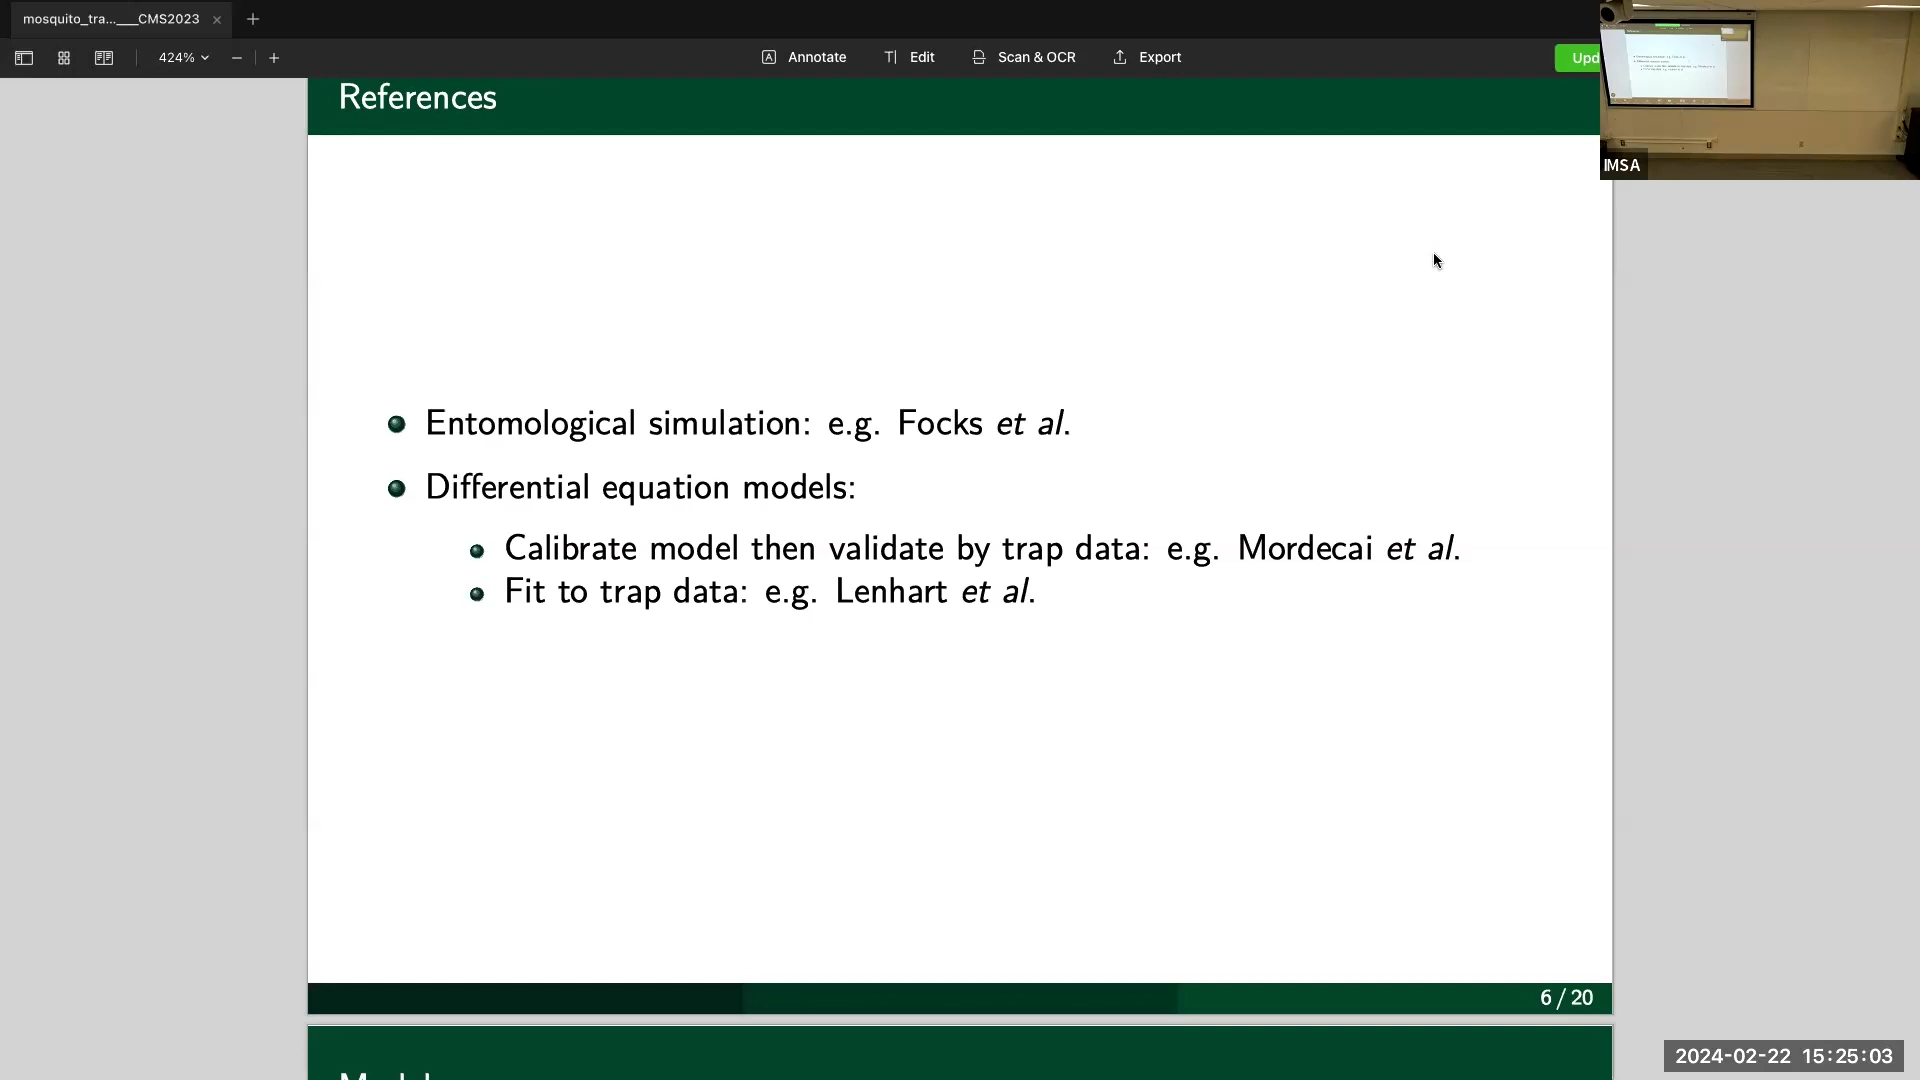 mosquito_tra...___CMS2023
424%
Annotate
Edit
Scan & OCR
Export
Upd
IMSA
References
Entomological simulation: e.g. Focks et al.
Differential equation models:
Calibrate model then validate by trap data: e.g. Mordecai et al.
Fit to trap data: e.g. Lenhart et al.
6 / 20
2024-02-22 15:25:03